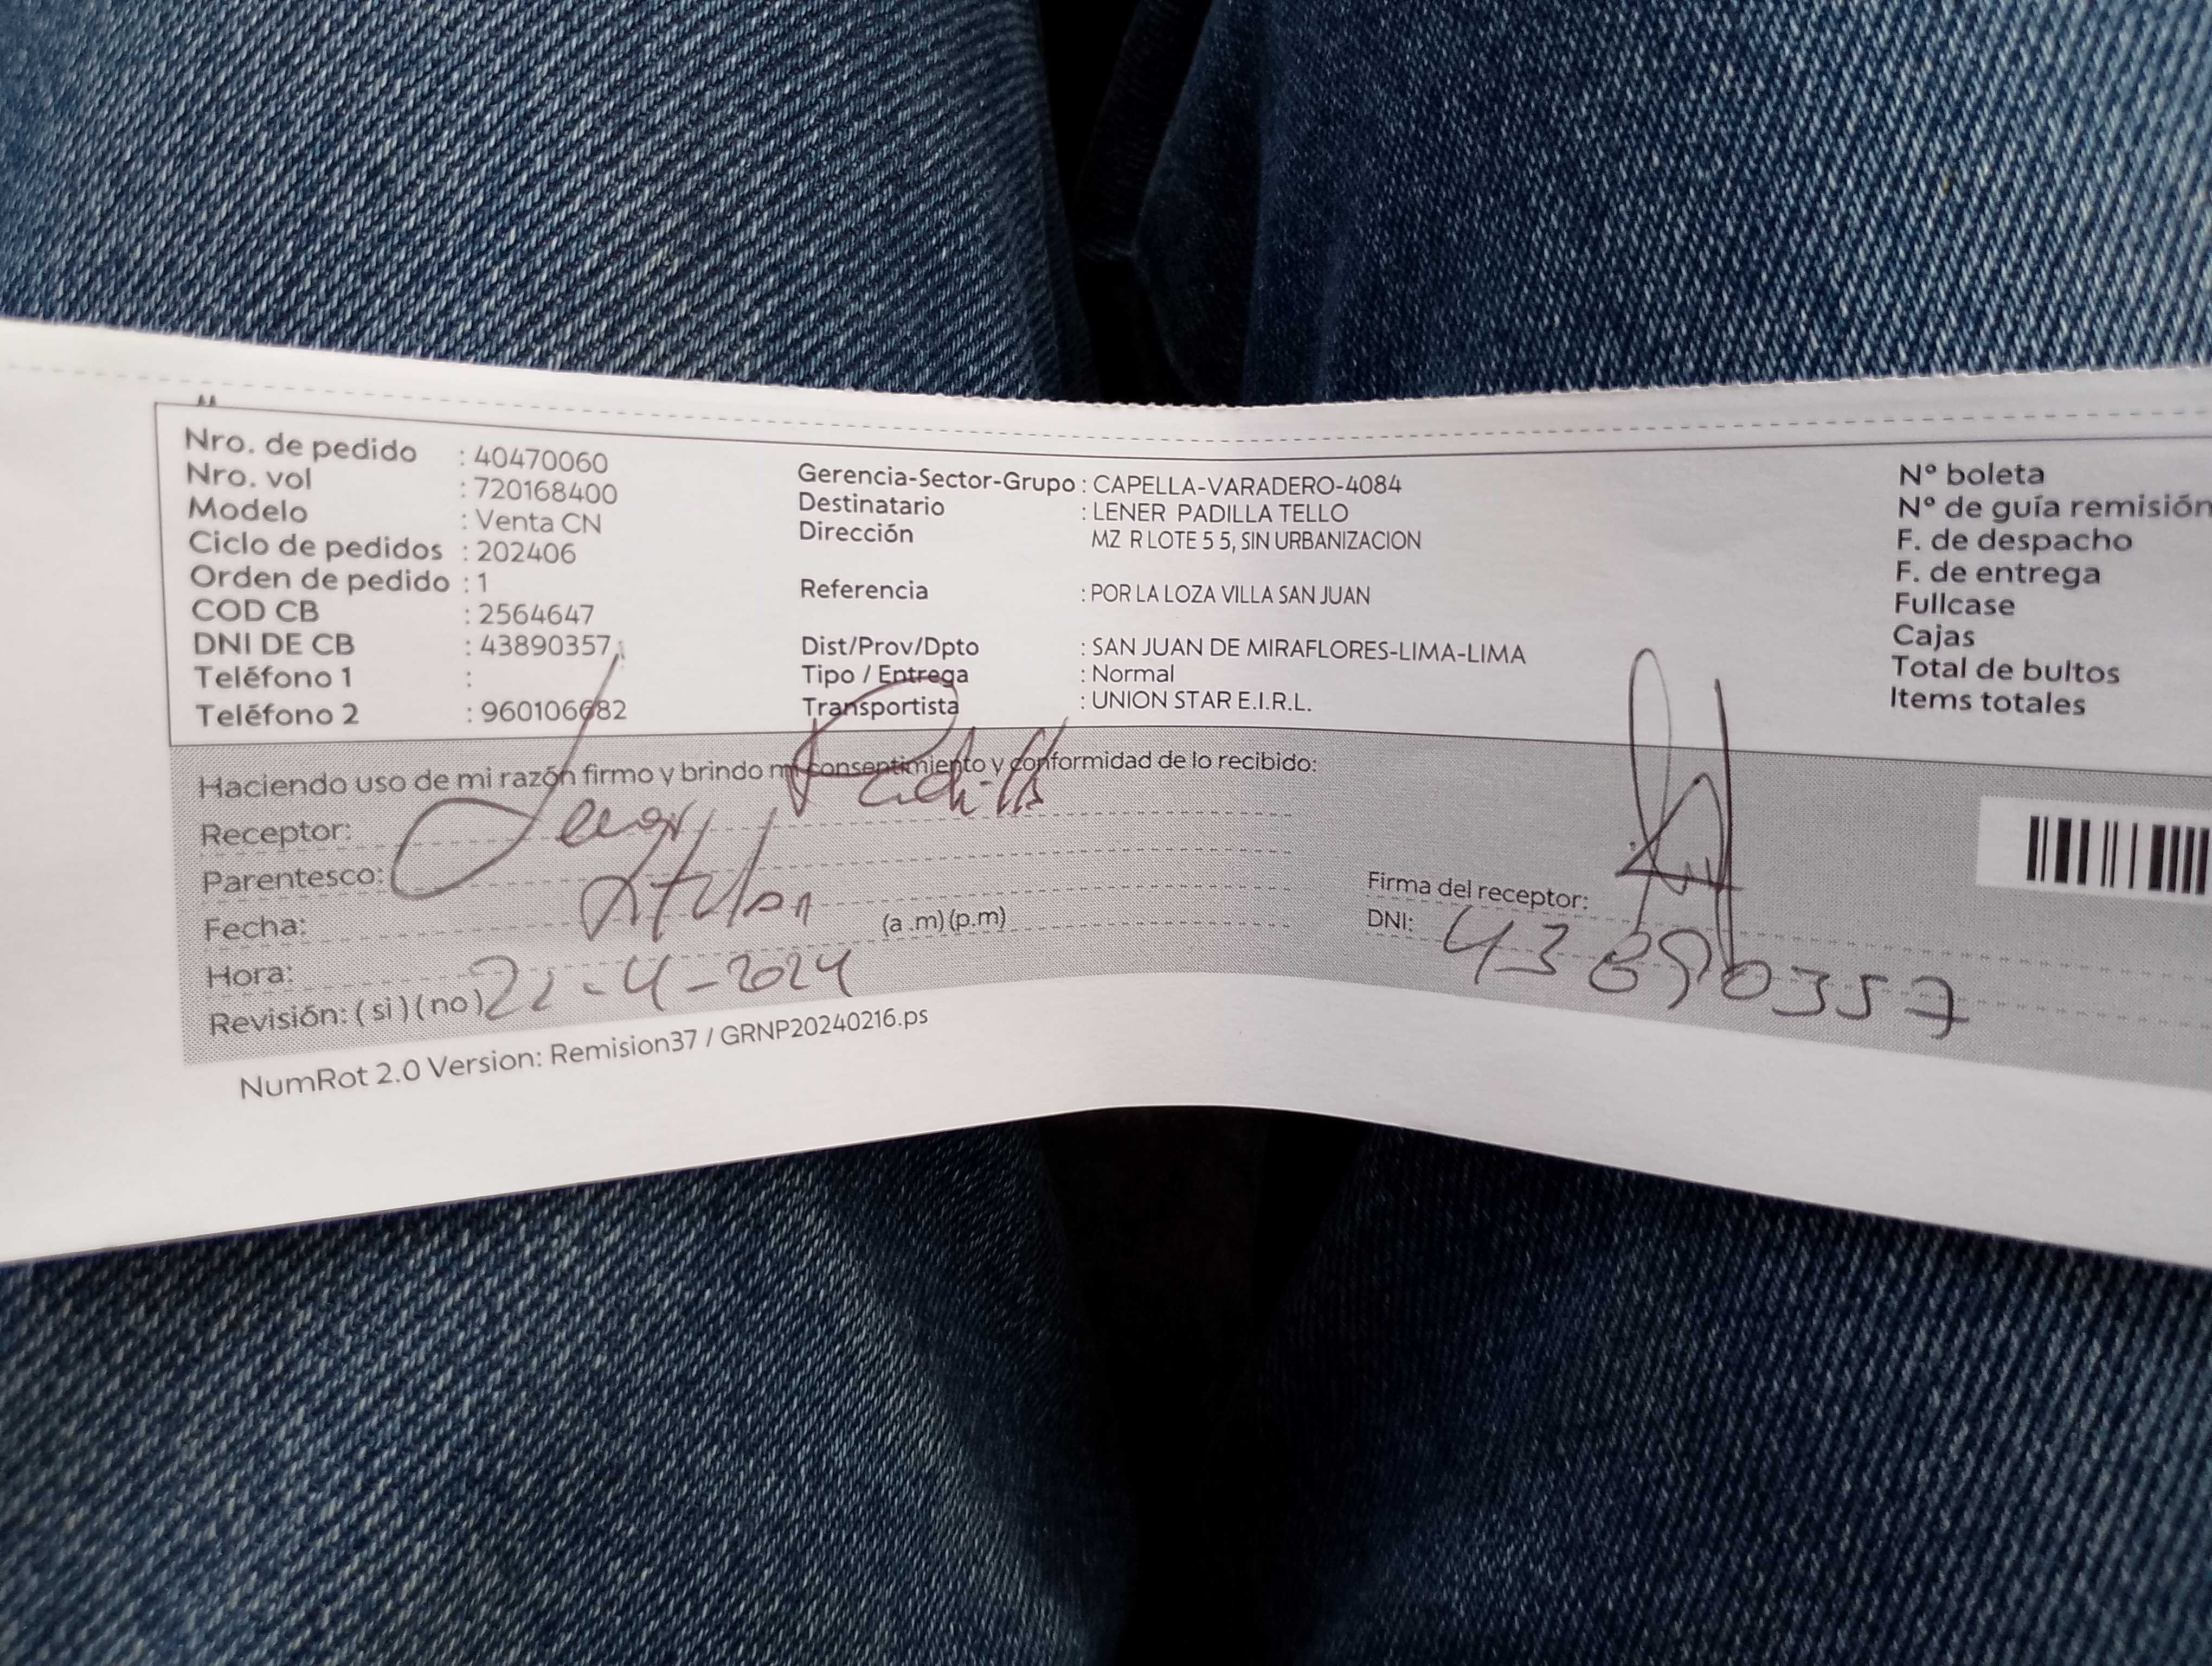 Nro. de pedido : 40470060
Nro. vol : 720168400
Modelo : Venta CN
Ciclo de pedidos : 202406
Orden de pedido : 1
COD CB : 2564647
DNI DE CB : 43890357
Teléfono 1 :
Teléfono 2 : 960106682
Gerencia-Sector-Grupo : CAPELLA-VARADERO-4084
Destinatario : LENER PADILLA TELLO
Dirección MZ R LOTE 5 5, SIN URBANIZACION
Referencia : POR LA LOZA VILLA SAN JUAN
Dist/Prov/Dpto : SAN JUAN DE MIRAFLORES-LIMA-LIMA
Tipo / Entrega : Normal
Transportista : UNION STAR E.I.R.L.
N° boleta
N° de guía remisión
F. de despacho
F. de entrega
Fullcase
Cajas
Total de bultos
Items totales
Haciendo uso de mi razón firmo y brindo mi consentimiento y conformidad de lo recibido:
Receptor: Lener Padilla
Parentesco: Titular
Fecha: (a .m) (p.m)
Hora:
Revisión: ( si ) ( no ) 22-4-2024
Firma del receptor:
DNI: 43890357
NumRot 2.0 Version: Remision37 / GRNP20240216.ps